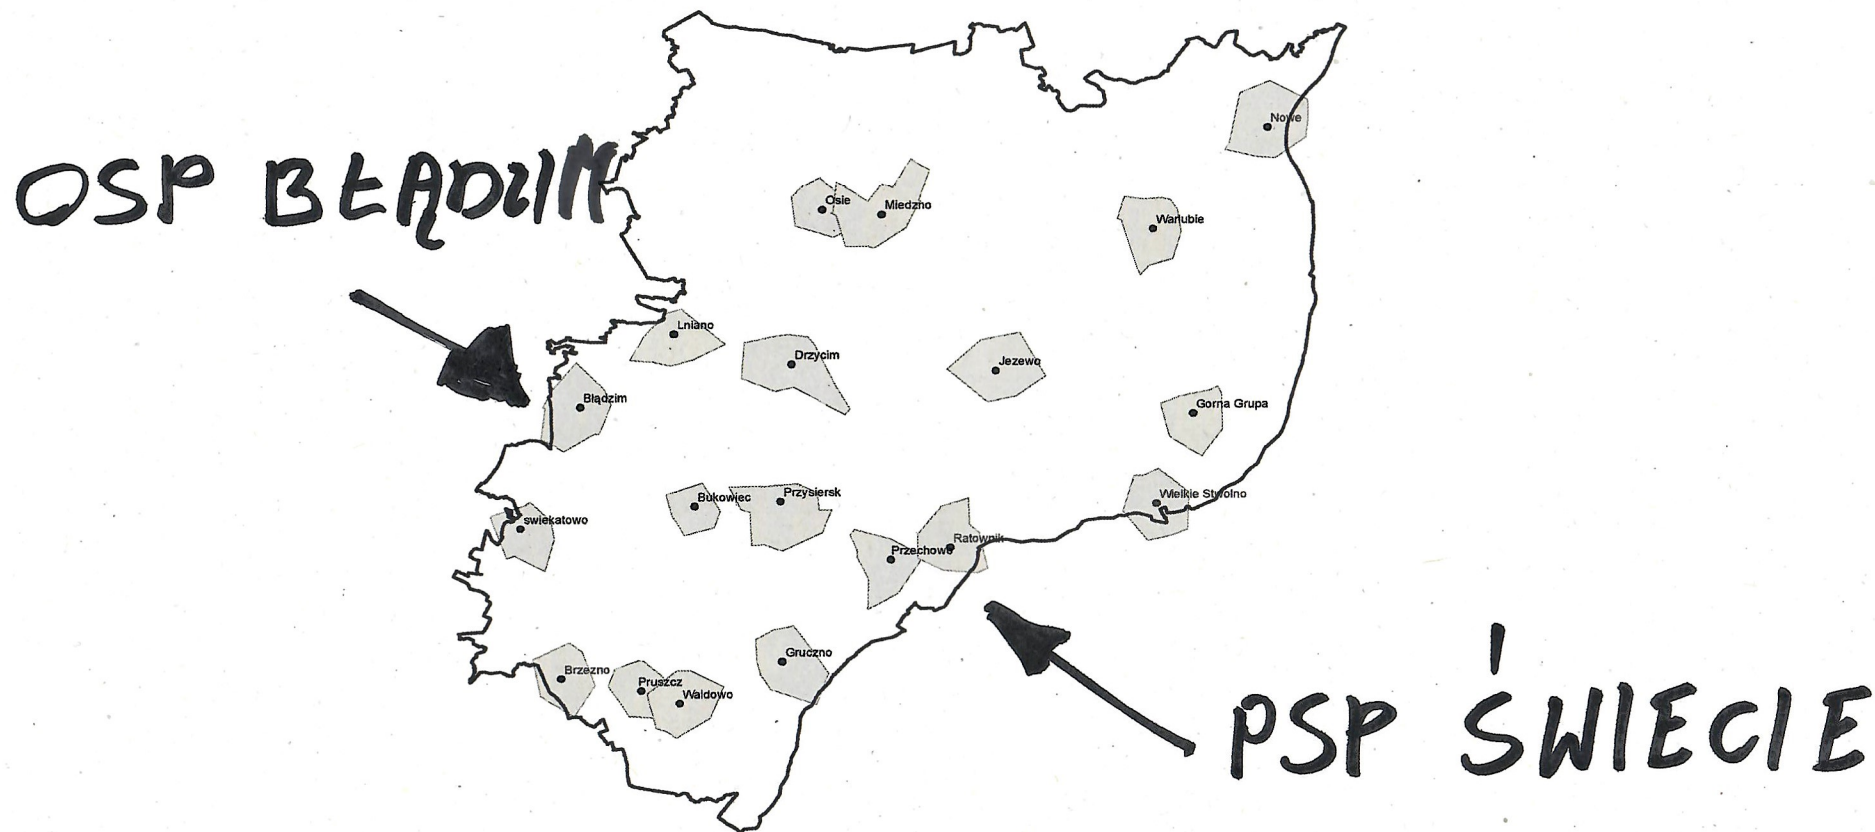 Nowe
OSP BŁĄDZIM
Osie
Miedzno
Warlubie
Lniano
Drzycim
Jezewo
Błądzim
Gorna Grupa
Bukowiec
Przysiersk
Wielkie Stwolno
swiekatowo
Ratownik
Przechowo
Gruczno
Brzezno
Pruszcz
Waldowo
PSP ŚWIECIE